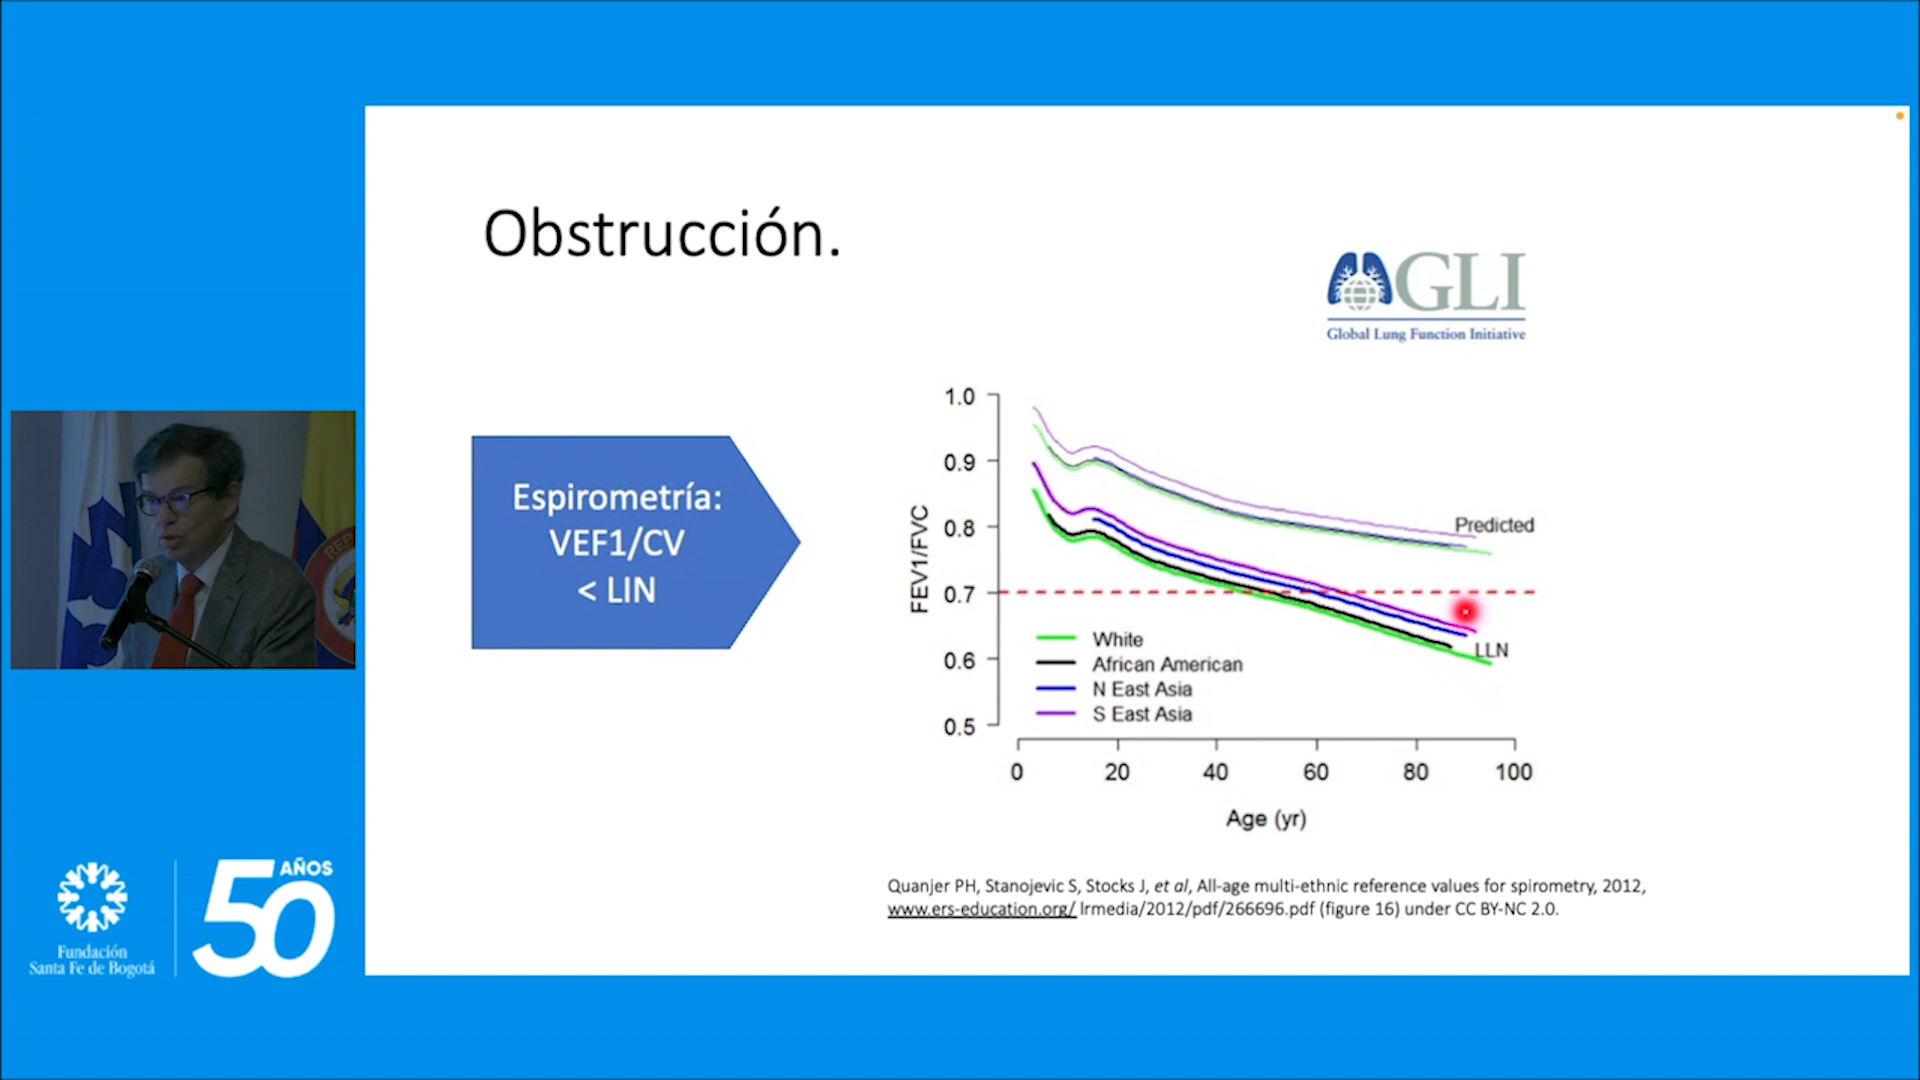 Obstrucción.
GLI
Global Lung Function Initiative
Espirometría:
VEF1/CV
< LIN
FEV1/FVC
1.0
0.9
0.8
0.7
0.6
0.5
Predicted
LLN
White
African American
N East Asia
S East Asia
0 20 40 60 80 100
Age (yr)
Quanjer PH, Stanojevic S, Stocks J, et al, All-age multi-ethnic reference values for spirometry, 2012,
www.ers-education.org/ lrmedia/2012/pdf/266696.pdf (figure 16) under CC BY-NC 2.0.
REP
Fundación
Santa Fe de Bogotá
50 AÑOS